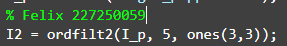 % Felix 227250059
I2 = ordfilt2(I_p, 5, ones(3,3));